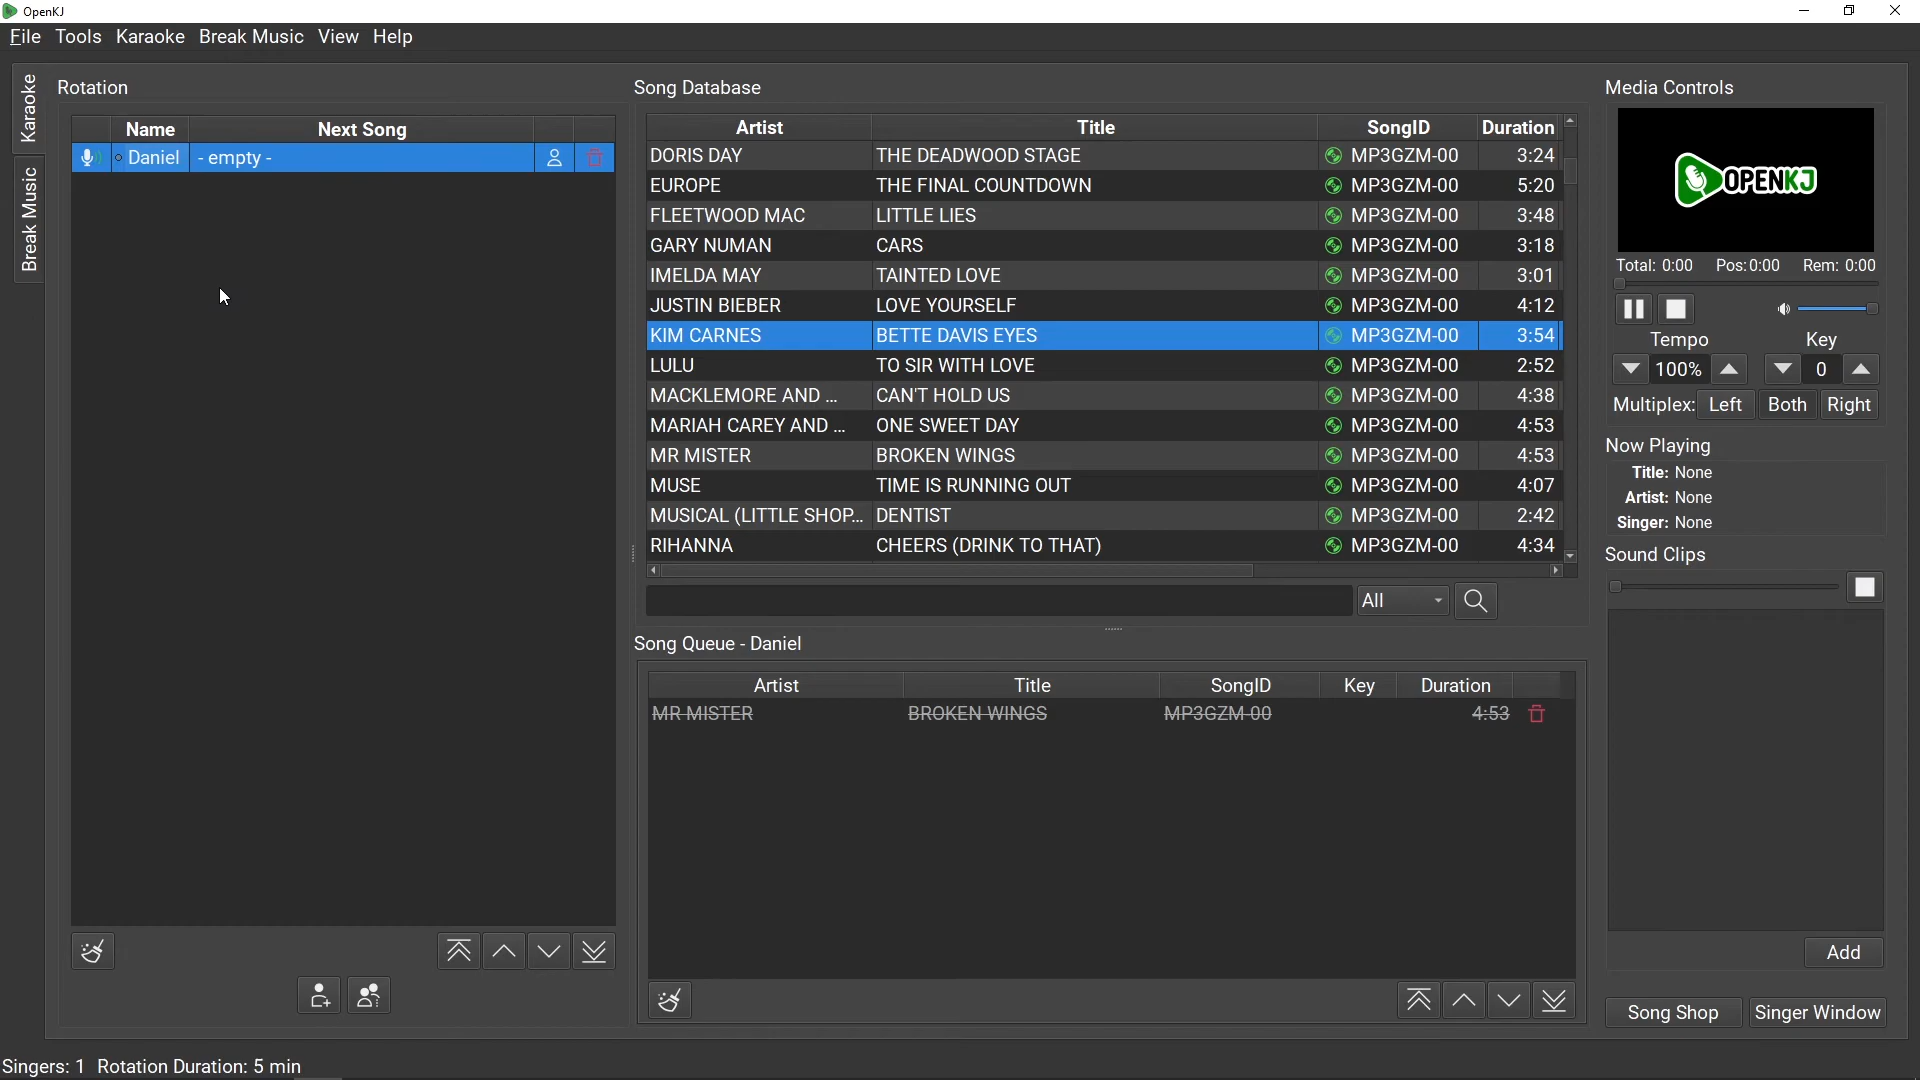 OpenKJ
File Tools Karaoke Break Music View Help
Karaoke
Break Music
Rotation
Name Next Song
Daniel - empty -
Singers: 1 Rotation Duration: 5 min
Song Database
Artist Title SongID Duration
DORIS DAY THE DEADWOOD STAGE MP3GZM-00 3:24
EUROPE THE FINAL COUNTDOWN MP3GZM-00 5:20
FLEETWOOD MAC LITTLE LIES MP3GZM-00 3:48
GARY NUMAN CARS MP3GZM-00 3:18
IMELDA MAY TAINTED LOVE MP3GZM-00 3:01
JUSTIN BIEBER LOVE YOURSELF MP3GZM-00 4:12
KIM CARNES BETTE DAVIS EYES MP3GZM-00 3:54
LULU TO SIR WITH LOVE MP3GZM-00 2:52
MACKLEMORE AND ... CAN'T HOLD US MP3GZM-00 4:38
MARIAH CAREY AND ... ONE SWEET DAY MP3GZM-00 4:53
MR MISTER BROKEN WINGS MP3GZM-00 4:53
MUSE TIME IS RUNNING OUT MP3GZM-00 4:07
MUSICAL (LITTLE SHOP... DENTIST MP3GZM-00 2:42
RIHANNA CHEERS (DRINK TO THAT) MP3GZM-00 4:34
All
Song Queue - Daniel
Artist Title SongID Key Duration
MR MISTER BROKEN WINGS MP3GZM-00 4:53
Media Controls
OPENKJ
Total: 0:00 Pos:0:00 Rem: 0:00
Tempo Key
100% 0
Multiplex: Left Both Right
Now Playing
Title: None
Artist: None
Singer: None
Sound Clips
Add
Song Shop Singer Window